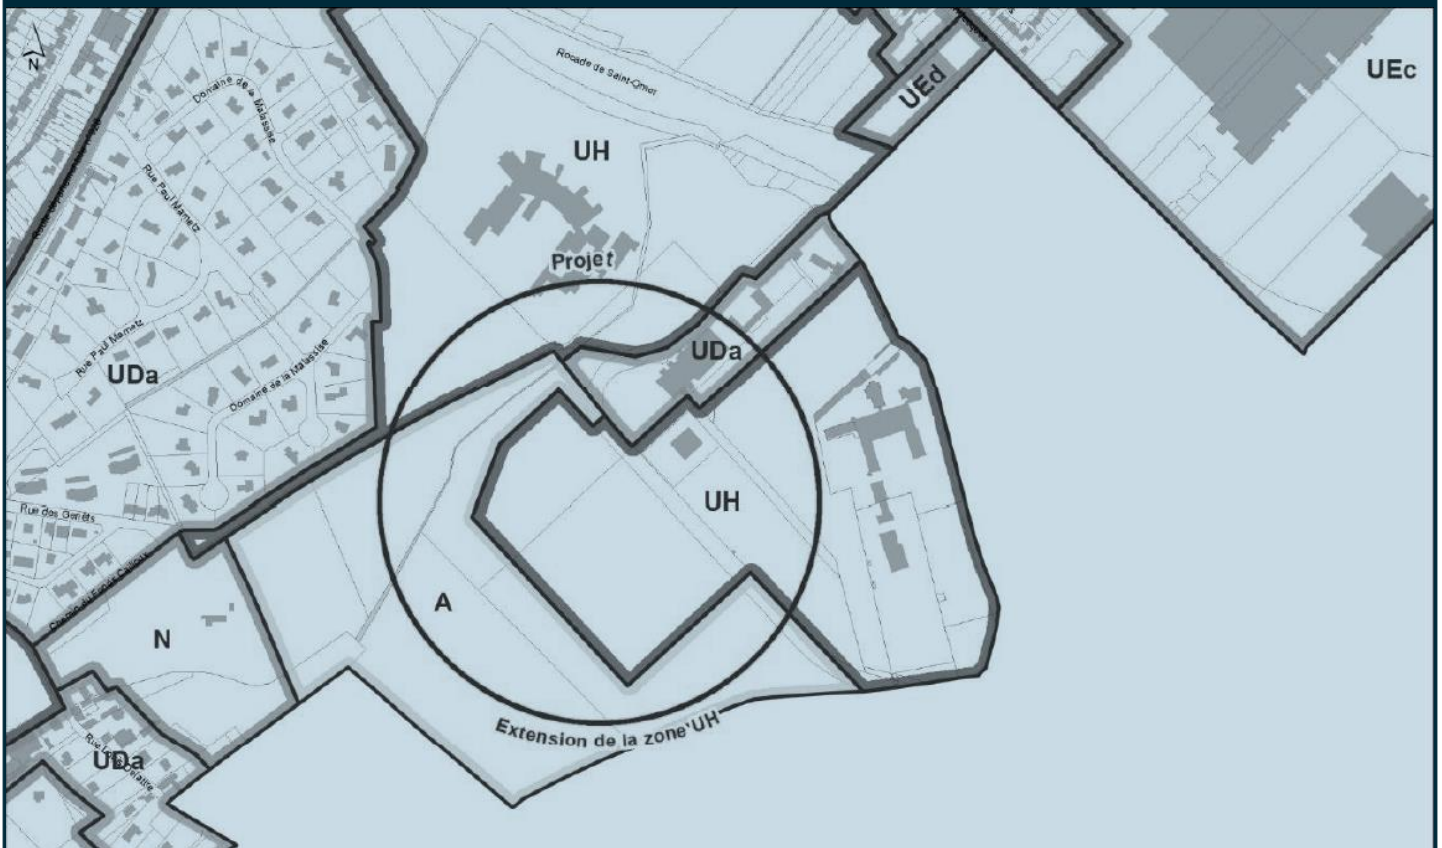 N
Rocade de Saint-Omer
UEd
UEc
Domaine de la Malassise
UH
Rue Paul Mametz
Projet
Rue Paul Mametz
UDa
Domaine de la Malassise
UDa
UH
Rue des Genêts
A
N
Extension de la zone UH
UDa